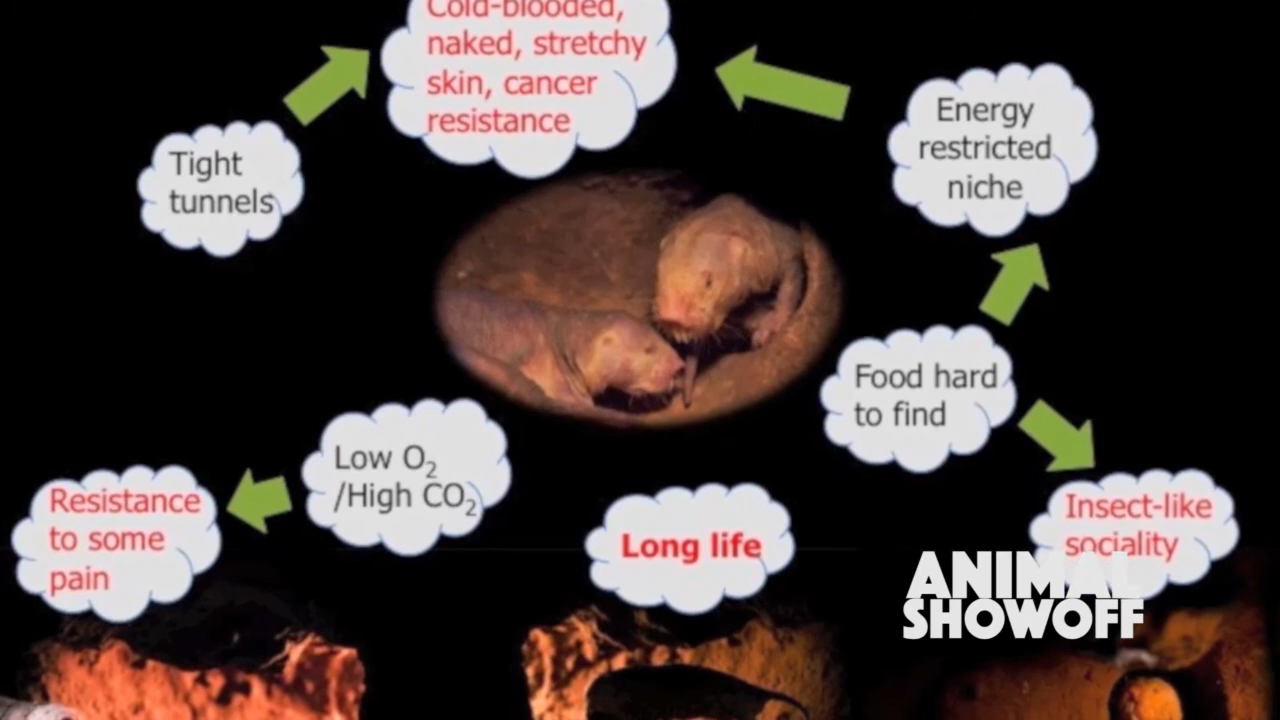 Cold-blooded,
naked, stretchy
skin, cancer
resistance
Tight
tunnels
Energy
restricted
niche
Food hard
to find
Low O₂
/High CO₂
Resistance
to some
pain
Long life
Insect-like
sociality
ANIMAL
SHOWOFF